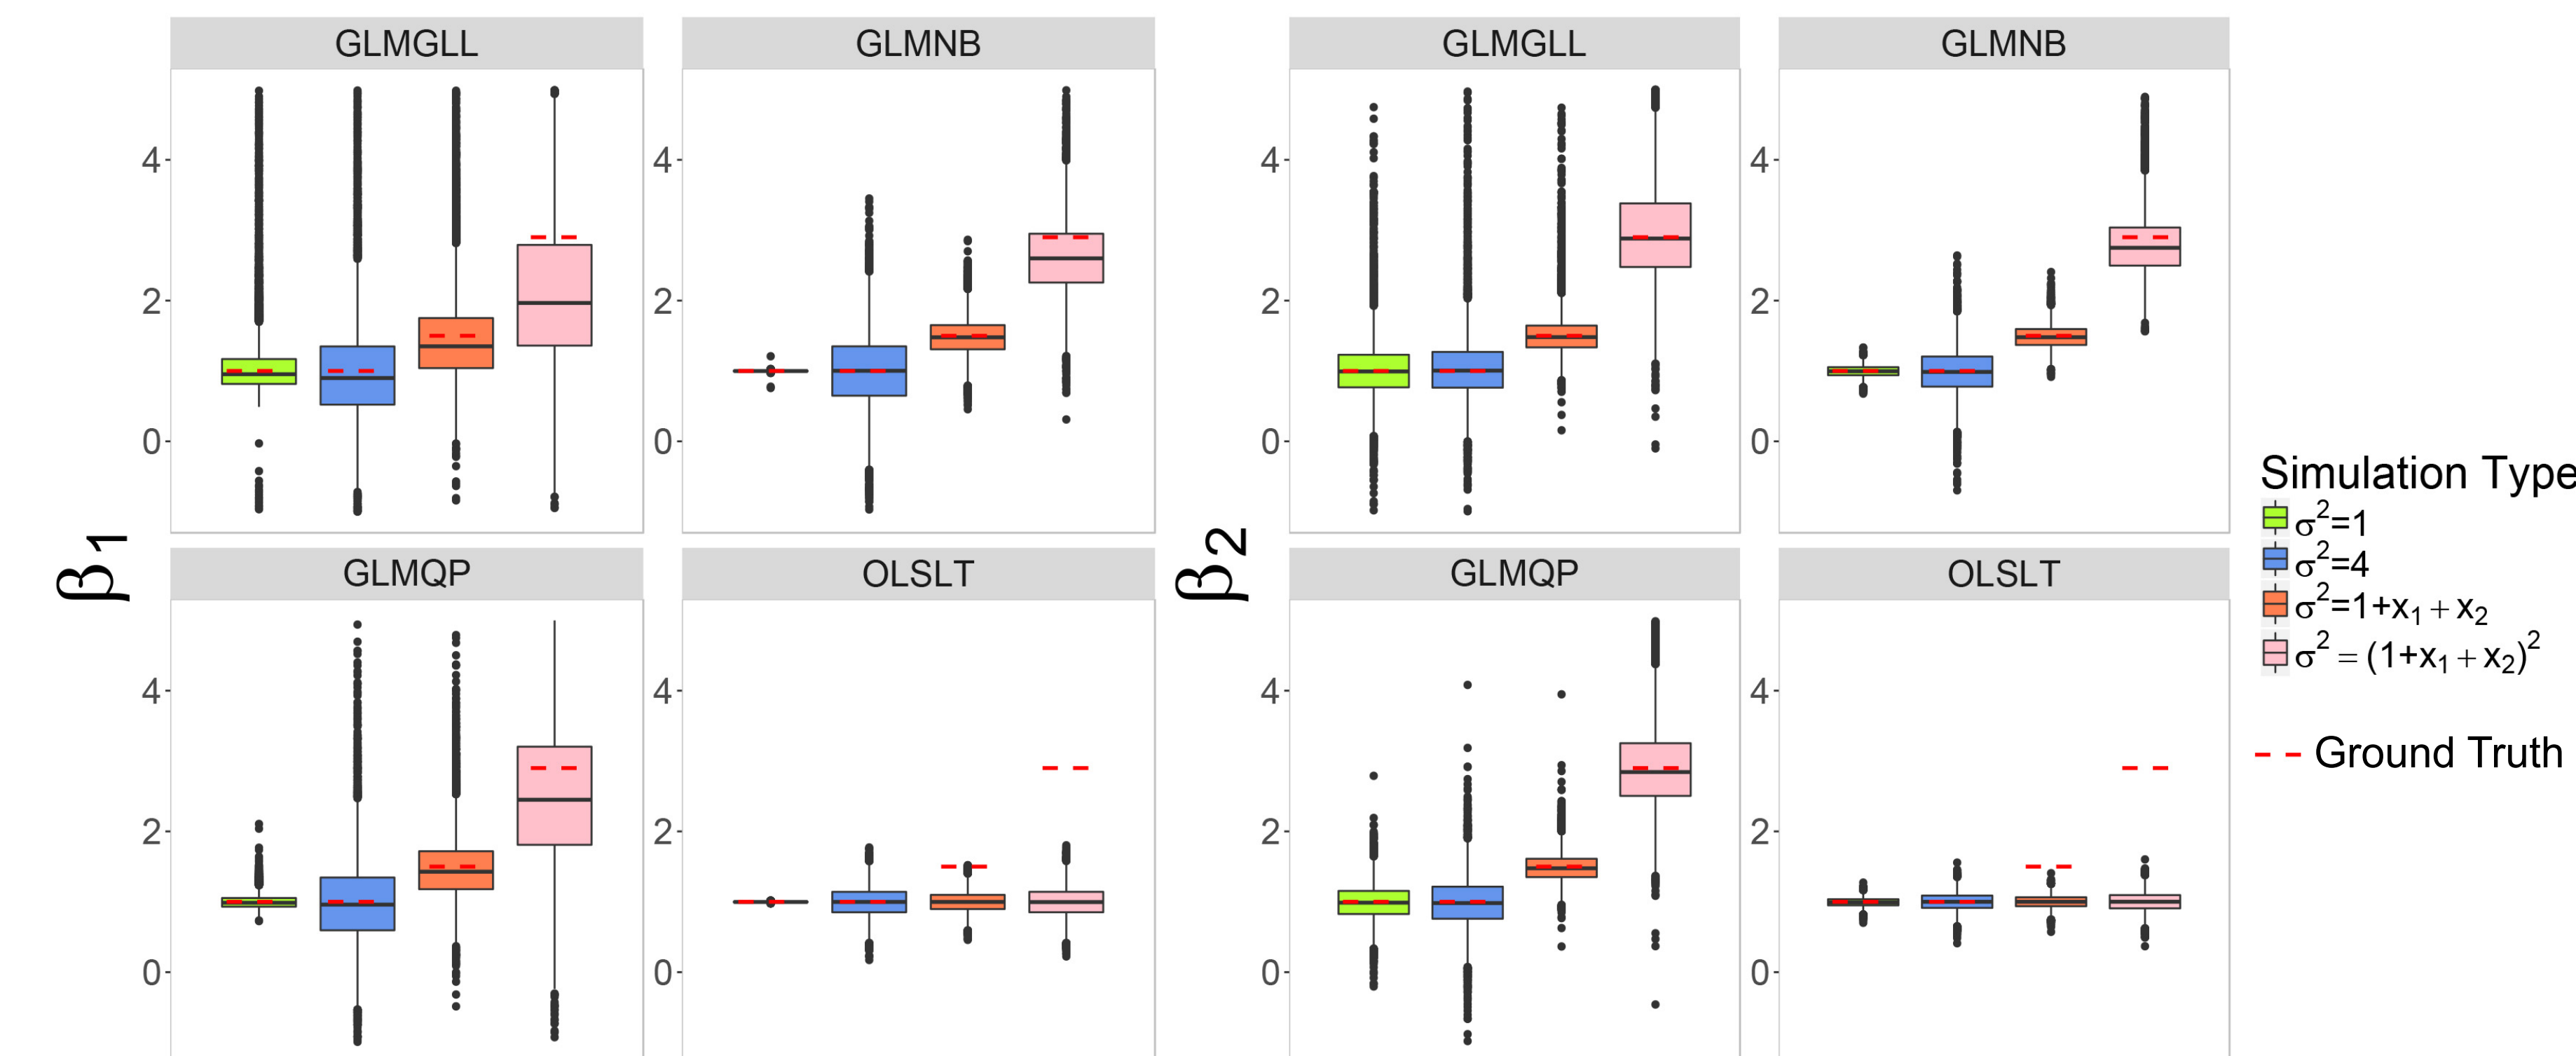 GLMGLL
GLMNB
4
4
2
2
0
0
β1
GLMQP
OLSLT
4
4
2
2
0
0
GLMGLL
GLMNB
4
4
2
2
0
0
β2
GLMQP
OLSLT
4
4
2
2
0
0
Simulation Type
σ²=1
σ²=4
σ²=1+x₁+x₂
σ² = (1+x₁+x₂)²
Ground Truth